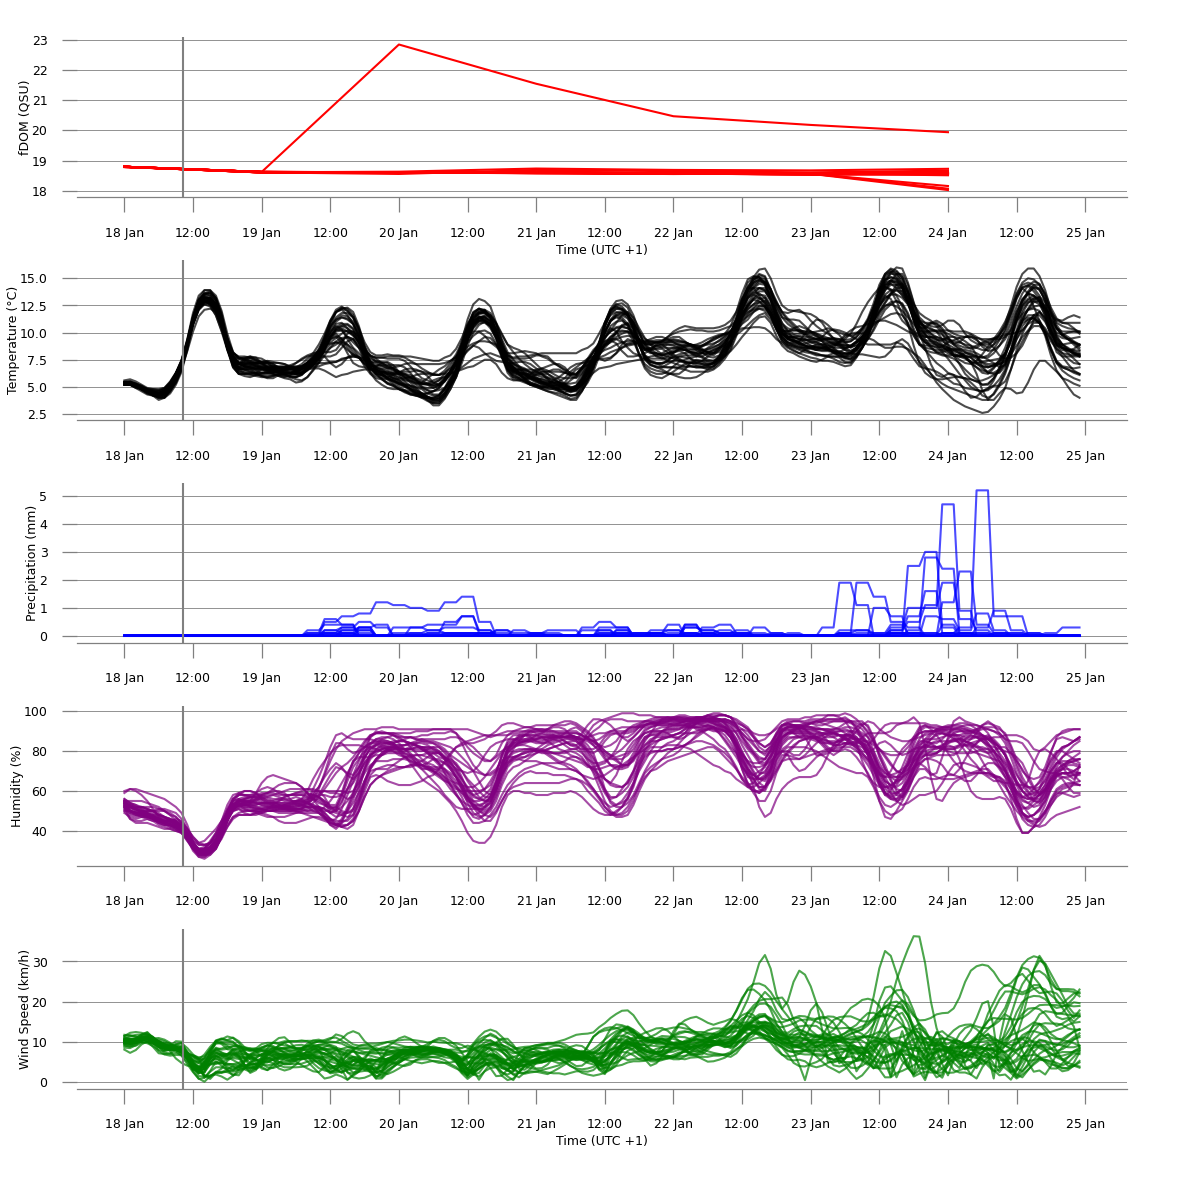 23
22
21
20
19
18
fDOM (QSU)
18 Jan 12:00 19 Jan 12:00 20 Jan 12:00 21 Jan 12:00 22 Jan 12:00 23 Jan 12:00 24 Jan 12:00 25 Jan
Time (UTC +1)
15.0
12.5
10.0
7.5
5.0
2.5
Temperature (°C)
18 Jan 12:00 19 Jan 12:00 20 Jan 12:00 21 Jan 12:00 22 Jan 12:00 23 Jan 12:00 24 Jan 12:00 25 Jan
5
4
3
2
1
0
Precipitation (mm)
18 Jan 12:00 19 Jan 12:00 20 Jan 12:00 21 Jan 12:00 22 Jan 12:00 23 Jan 12:00 24 Jan 12:00 25 Jan
100
80
60
40
Humidity (%)
18 Jan 12:00 19 Jan 12:00 20 Jan 12:00 21 Jan 12:00 22 Jan 12:00 23 Jan 12:00 24 Jan 12:00 25 Jan
30
20
10
0
Wind Speed (km/h)
18 Jan 12:00 19 Jan 12:00 20 Jan 12:00 21 Jan 12:00 22 Jan 12:00 23 Jan 12:00 24 Jan 12:00 25 Jan
Time (UTC +1)